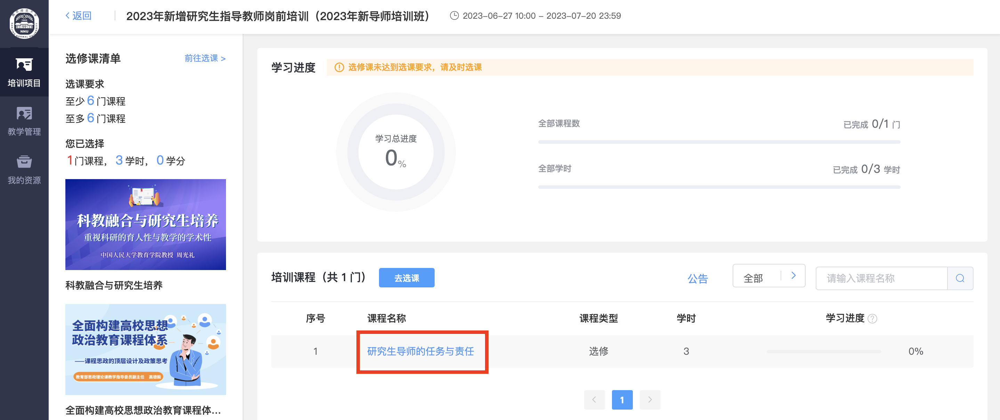 南京师范大学
1902
NNU
NANJING NORMAL UNIVERSITY
培训项目
教学管理
我的资源
返回
2023年新增研究生指导教师岗前培训（2023年新导师培训班）
2023-06-27 10:00 - 2023-07-20 23:59
选修课清单
前往选课 >
选课要求
至少 6 门课程
至多 6 门课程
您已选择
1门课程， 3 学时， 0 学分
科教融合与研究生培养
重视科研的育人性与教学的学术性
中国人民大学教育学院教授 周光礼
科教融合与研究生培养
全面构建高校思想
政治教育课程体系
——课程思政的顶层设计及政策思考
教育部思政理论课教学指导委员副主任 高德毅
全面构建高校思想政治教育课程体...
学习进度
选修课未达到选课要求，请及时选课
学习总进度
0%
全部课程数
已完成 0/1 门
全部学时
已完成 0/3 学时
培训课程（共 1 门）
去选课
公告
全部
请输入课程名称
序号 课程名称 课程类型 学时 学习进度
1 研究生导师的任务与责任 选修 3 0%
1